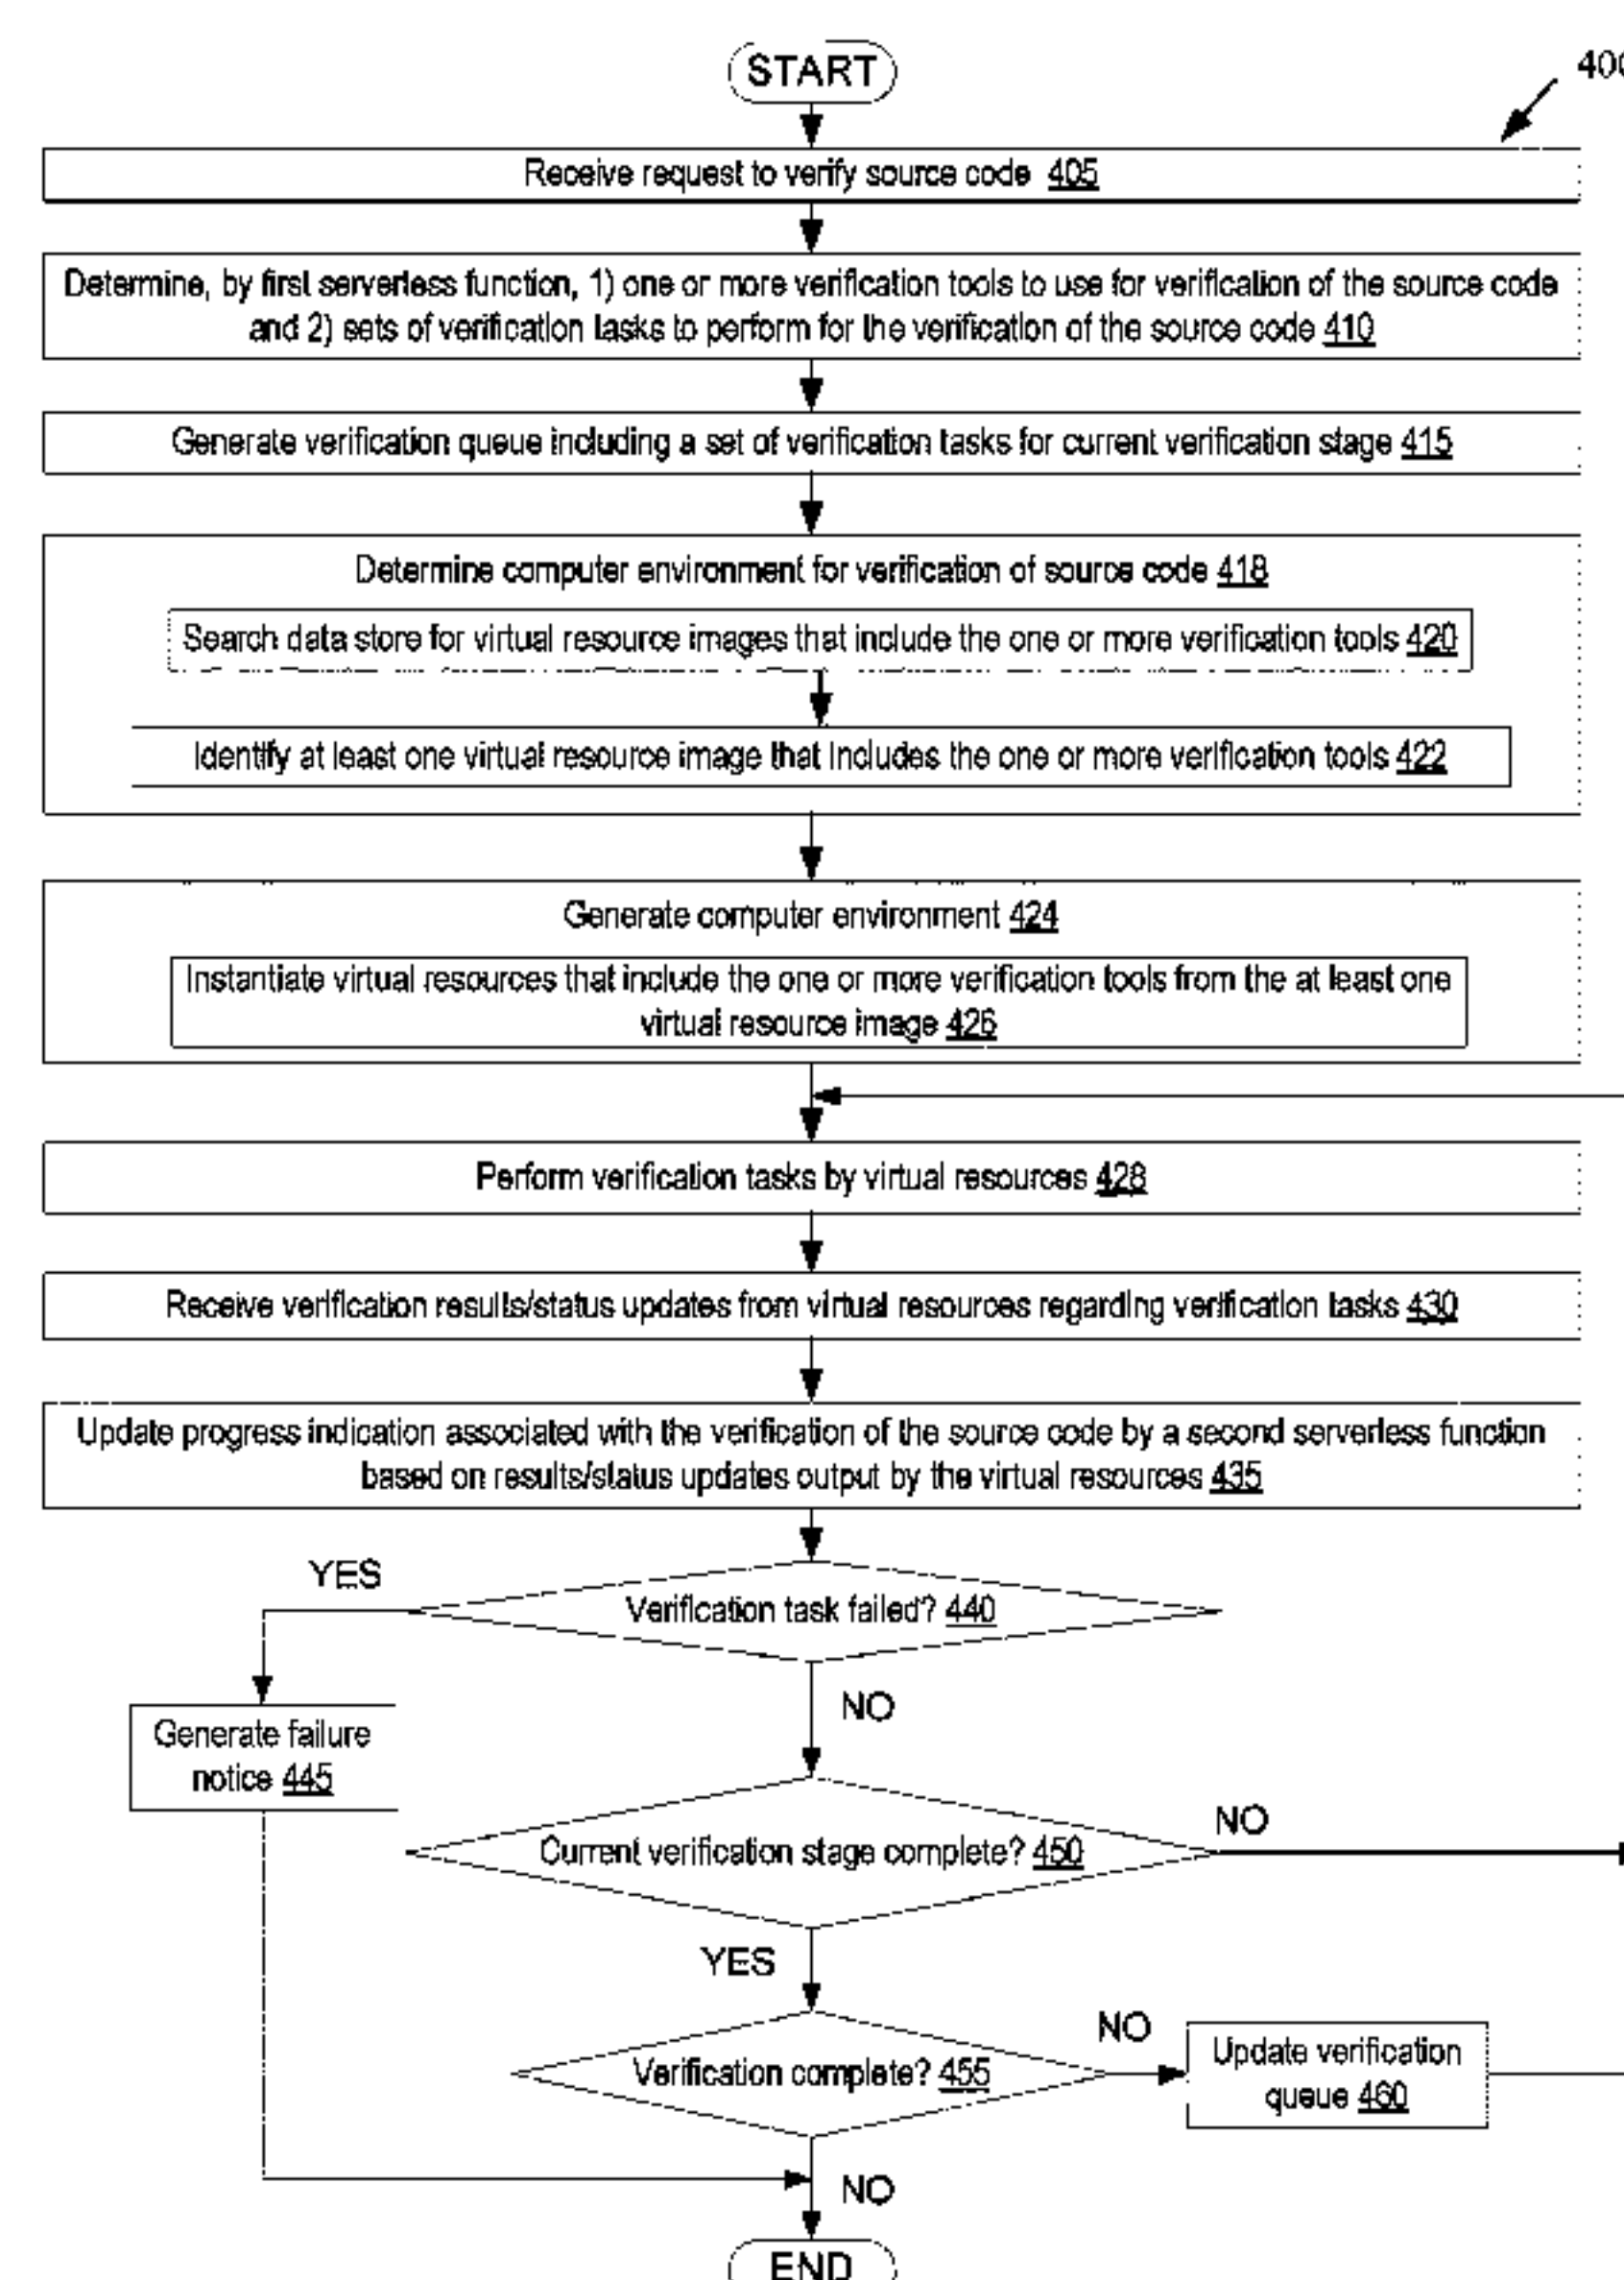 START
400
Receive request to verify source code 405
Determine, by first serverless function, 1) one or more verification tools to use for verification of the source code
and 2) sets of verification tasks to perform for the verification of the source code 410
Generate verification queue including a set of verification tasks for current verification stage 415
Determine computer environment for verification of source code 418
Search data store for virtual resource images that include the one or more verification tools 420
Identify at least one virtual resource image that includes the one or more verification tools 422
Generate computer environment 424
Instantiate virtual resources that include the one or more verification tools from the at least one
virtual resource image 426
Perform verification tasks by virtual resources 428
Receive verification results/status updates from virtual resources regarding verification tasks 430
Update progress indication associated with the verification of the source code by a second serverless function
based on results/status updates output by the virtual resources 435
YES
Verification task failed? 440
NO
Generate failure
notice 445
NO
Current verification stage complete? 450
YES
NO
Verification complete? 455
Update verification
queue 460
NO
END